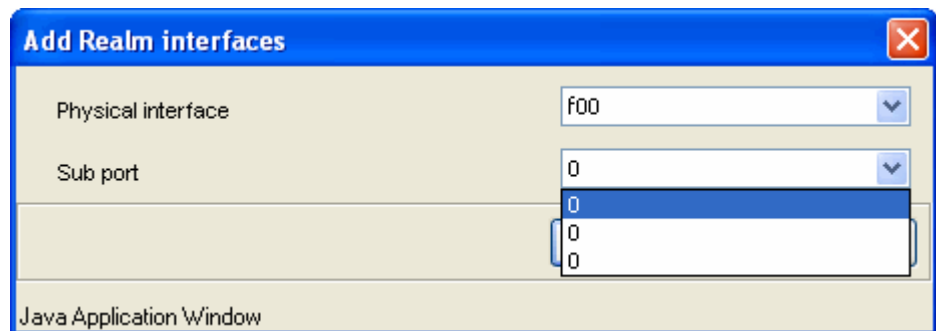 Add Realm interfaces
Physical interface
f00
Sub port
0
0
0
0
Java Application Window